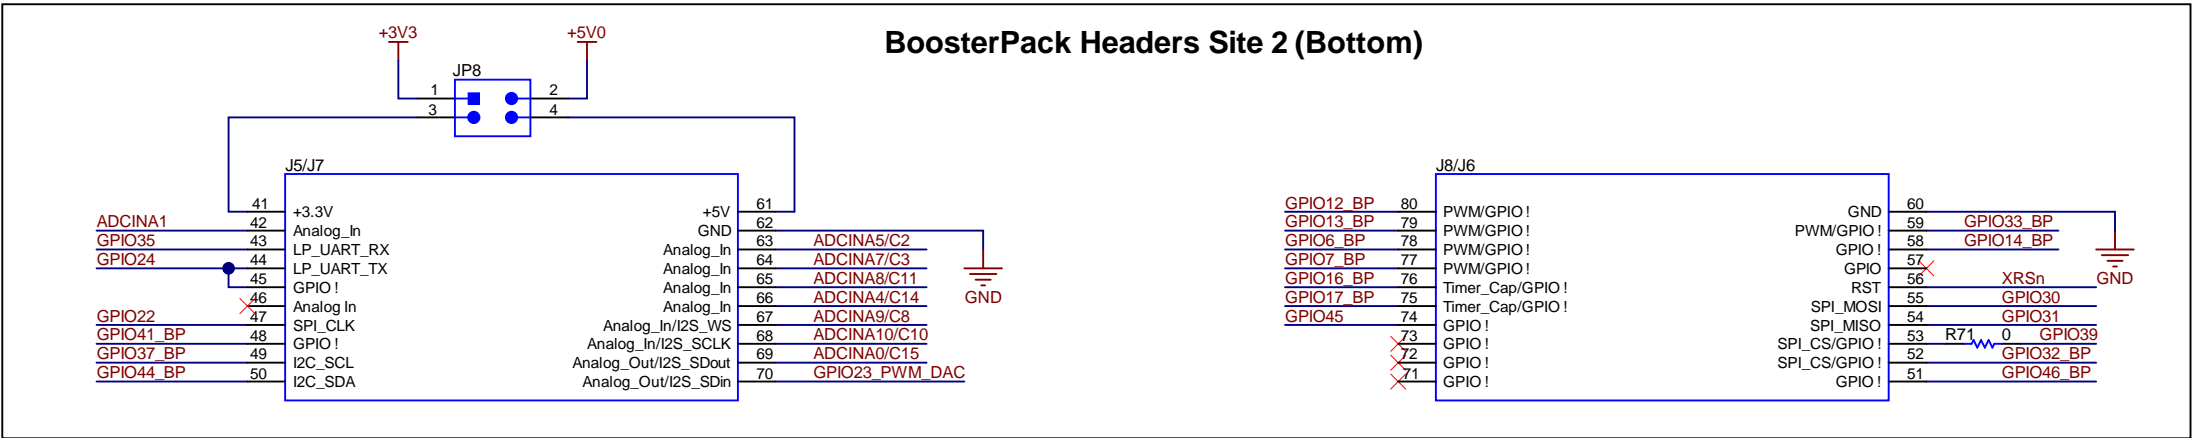 BoosterPack Headers Site 2 (Bottom)
+3V3
+5V0
JP8
1
2
3
4
J5/J7
41 +3.3V
ADCINA1 42 Analog_In
GPIO35 43 LP_UART_RX
GPIO24 44 LP_UART_TX
45 GPIO !
46 Analog In
GPIO22 47 SPI_CLK
GPIO41_BP 48 GPIO !
GPIO37_BP 49 I2C_SCL
GPIO44_BP 50 I2C_SDA
+5V 61
GND 62
Analog_In 63 ADCINA5/C2
Analog_In 64 ADCINA7/C3
Analog_In 65 ADCINA8/C11
Analog_In 66 ADCINA4/C14
Analog_In/I2S_WS 67 ADCINA9/C8
Analog_In/I2S_SCLK 68 ADCINA10/C10
Analog_Out/I2S_SDout 69 ADCINA0/C15
Analog_Out/I2S_SDin 70 GPIO23_PWM_DAC
GND
J8/J6
GPIO12_BP 80 PWM/GPIO !
GPIO13_BP 79 PWM/GPIO !
GPIO6_BP 78 PWM/GPIO !
GPIO7_BP 77 PWM/GPIO !
GPIO16_BP 76 Timer_Cap/GPIO !
GPIO17_BP 75 Timer_Cap/GPIO !
GPIO45 74 GPIO !
73 GPIO !
72 GPIO !
71 GPIO !
GND 60
PWM/GPIO ! 59 GPIO33_BP
GPIO ! 58 GPIO14_BP
GPIO 57
RST 56 XRSn
SPI_MOSI 55 GPIO30
SPI_MISO 54 GPIO31
SPI_CS/GPIO ! 53 R71 0 GPIO39
SPI_CS/GPIO ! 52 GPIO32_BP
GPIO ! 51 GPIO46_BP
GND